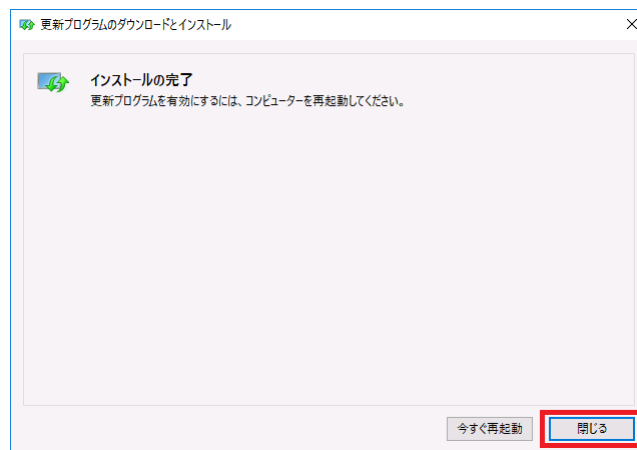 更新プログラムのダウンロードとインストール
インストールの完了
更新プログラムを有効にするには、コンピューターを再起動してください。
今すぐ再起動
閉じる